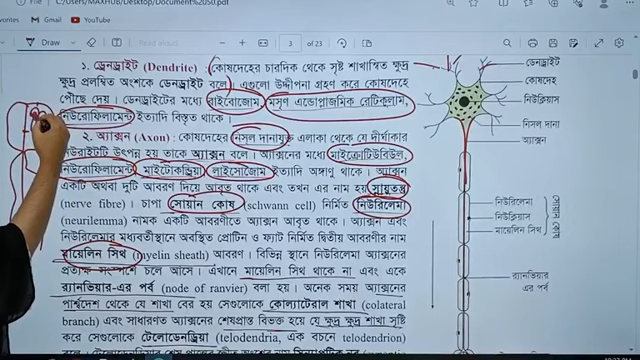 File | C:/Users/MAXHUB/Desktop/Document%2050.pdf
Gmail YouTube
Draw Read aloud 3 of 23
১. ডেনড্রাইট (Dendrite) : কোষদেহের চারদিক থেকে সৃষ্ট শাখান্বিত ক্ষুদ্র
ক্ষুদ্র প্রলম্বিত অংশকে ডেনড্রাইট বলে। এগুলো উদ্দীপনা গ্রহণ করে কোষদেহে
পৌঁছে দেয়। ডেনড্রাইটের মধ্যে রাইবোজোম, মসৃণ এন্ডোপ্লাজমিক রেটিকুলাম,
নিউরোফিলামেন্ট ইত্যাদি বিস্তৃত থাকে।
২. অ্যাক্সন (Axon) : কোষদেহের নিসল দানাযুক্ত এলাকা থেকে যে দীর্ঘাকার
নিউরাইটটি উৎপন্ন হয় তাকে অ্যাক্সন বলে। অ্যাক্সনের মধ্যে মাইক্রোটিউবিউল,
নিউরোফিলামেন্ট মাইটোকন্ড্রিয়া লাইসোজোম ইত্যাদি অঙ্গাণু থাকে। অ্যাক্সন
একটি অথবা দুটি আবরণ দিয়ে আবৃত থাকে এবং তখন এর নাম হয় স্নায়ুতন্তু
(nerve fibre)। চাপা সোয়ান কোষ (schwann cell) নির্মিত নিউরিলেমা
(neurilemma) নামক একটি আবরণীতে অ্যাক্সন আবৃত থাকে। অ্যাক্সন এবং
নিউরিলেমার মধ্যবর্তীস্থানে অবস্থিত প্রোটিন ও ফ্যাট নির্মিত দ্বিতীয় আবরণীর নাম
মায়েলিন সিথ (myelin sheath) আবরণ। বিভিন্ন স্থানে নিউরিলেমা অ্যাক্সনের
প্রত্যক্ষ সংস্পর্শে চলে আসে। এখানে মায়েলিন সিথ থাকে না এবং একে
র‍্যানভিয়ার-এর পর্ব (node of ranvier) বলা হয়। অনেক সময় অ্যাক্সনের
পার্শ্বদেশ থেকে যে শাখা বের হয় সেগুলোকে কোল্যাটেরাল শাখা (colateral
branch) এবং সাধারণত অ্যাক্সনের শেষপ্রান্ত বিভক্ত হয়ে যে ক্ষুদ্র ক্ষুদ্র শাখা সৃষ্টি
করে সেগুলোকে টেলোডেনড্রিয়া (telodendria, এক বচনে telodendrion)
ডেনড্রাইট
কোষদেহ
নিউক্লিয়াস
নিসল দানা
অ্যাক্সন
নিউরিলেমা
নিউক্লিয়াস
মায়েলিন সিথ
সোয়ান কোষ
র‍্যানভিয়ার
এর পর্ব